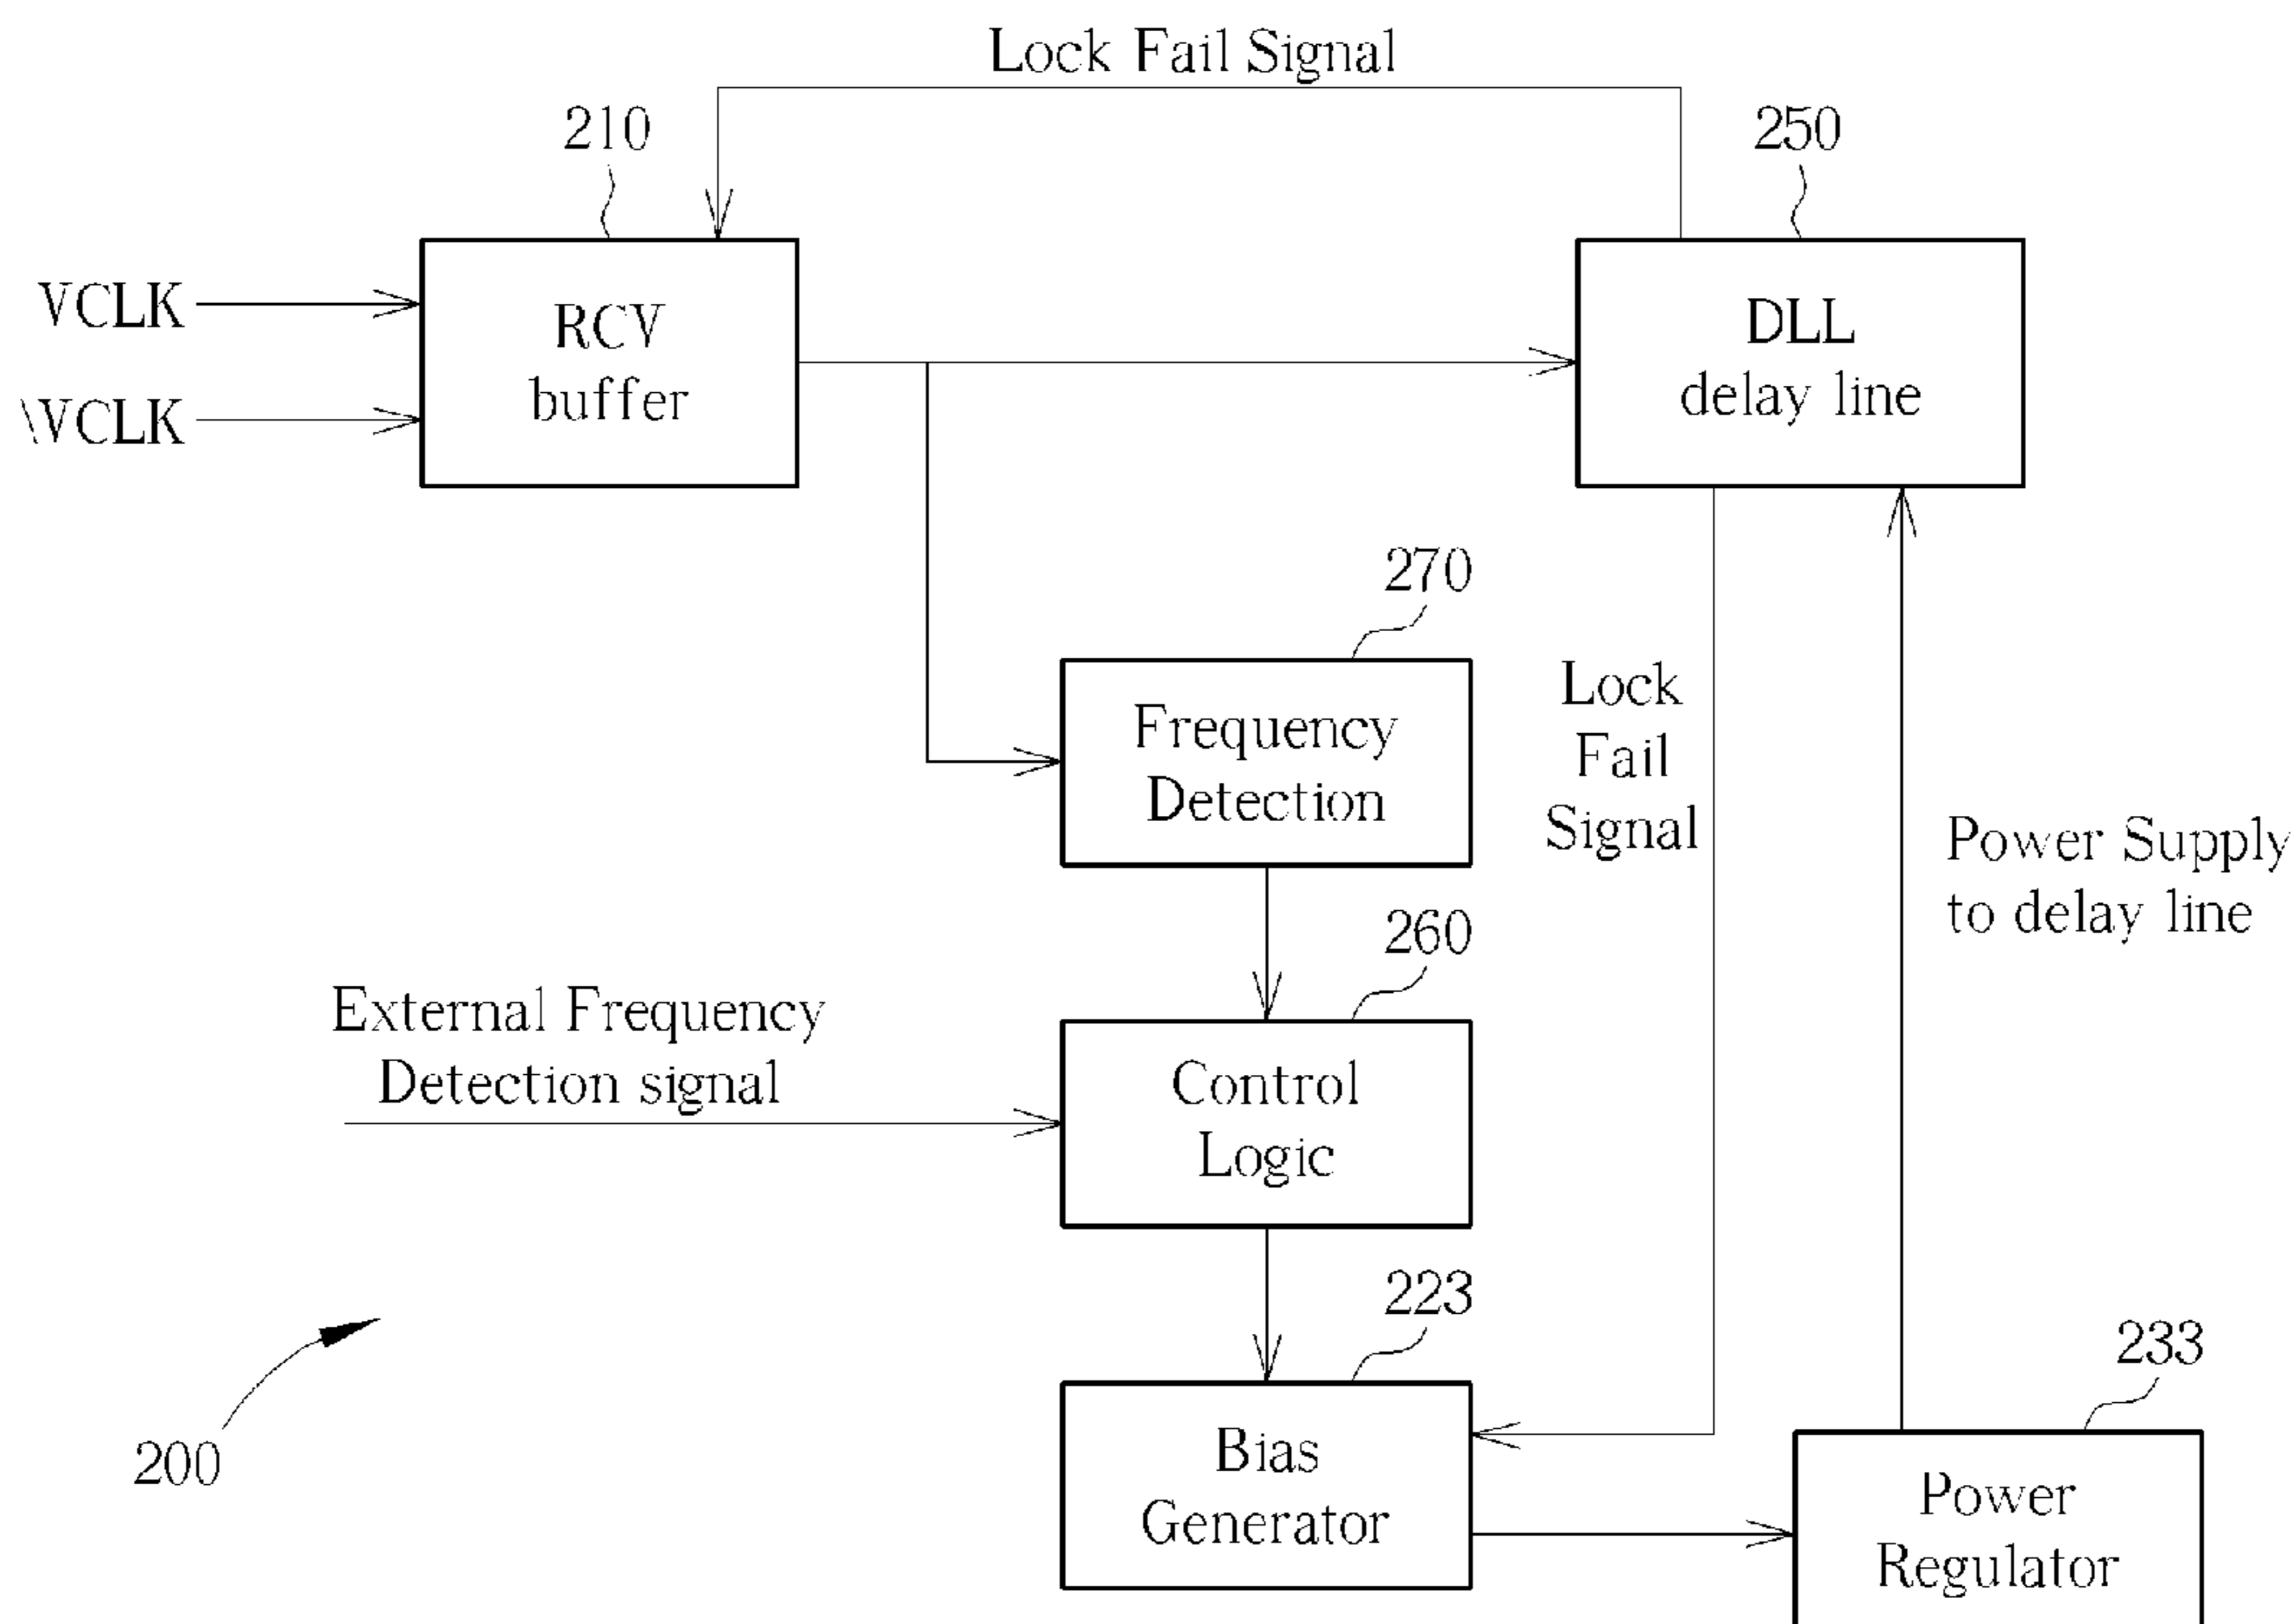 Lock Fail Signal
210
250
VCLK
\VCLK
RCV
buffer
DLL
delay line
270
Frequency
Detection
Lock
Fail
Signal
Power Supply
to delay line
260
External Frequency
Detection signal
Control
Logic
223
233
200
Bias
Generator
Power
Regulator